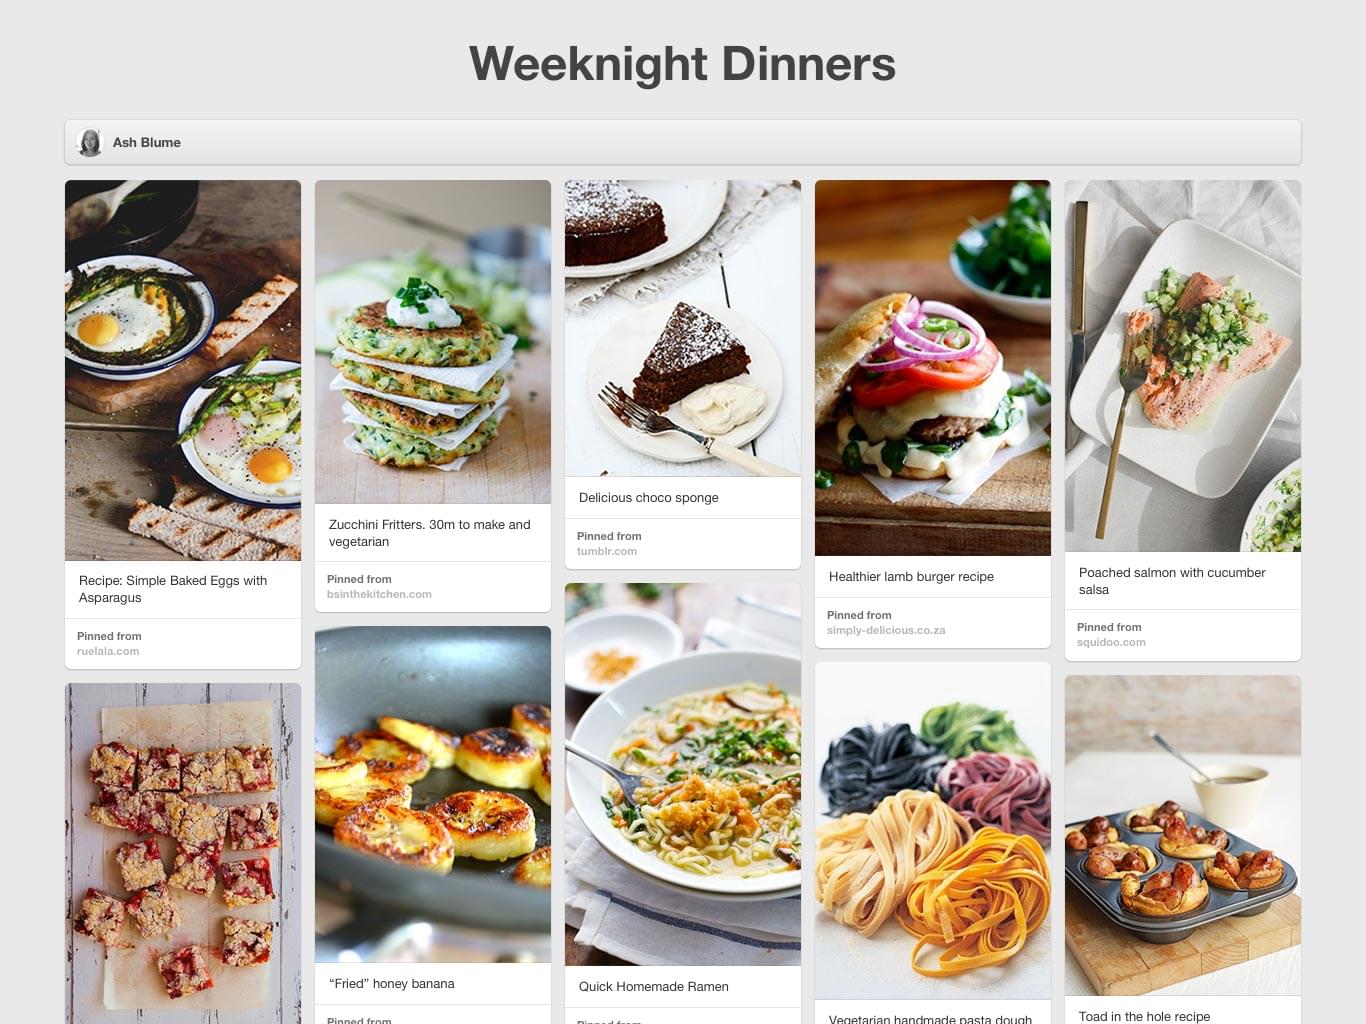 Weeknight Dinners
Ash Blume
Recipe: Simple Baked Eggs with
Asparagus
Pinned from
ruelala.com
Zucchini Fritters. 30m to make and
vegetarian
Pinned from
bsinthekitchen.com
“Fried” honey banana
Pinned from
Delicious choco sponge
Pinned from
tumblr.com
Quick Homemade Ramen
Pinned from
Healthier lamb burger recipe
Pinned from
simply-delicious.co.za
Vegetarian handmade pasta dough
Poached salmon with cucumber
salsa
Pinned from
squidoo.com
Toad in the hole recipe